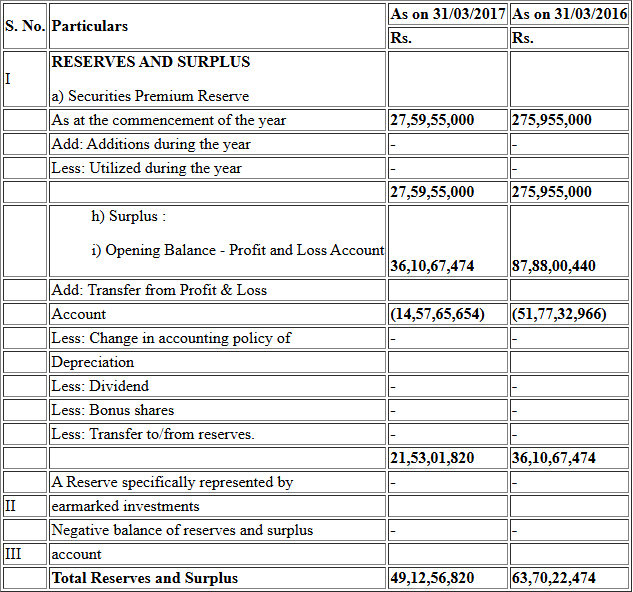 S. No. Particulars As on 31/03/2017 As on 31/03/2016
Rs. Rs.
I RESERVES AND SURPLUS
a) Securities Premium Reserve
As at the commencement of the year 27,59,55,000 275,955,000
Add: Additions during the year - -
Less: Utilized during the year - -
27,59,55,000 275,955,000
h) Surplus :
i) Opening Balance - Profit and Loss Account 36,10,67,474 87,88,00,440
Add: Transfer from Profit & Loss
Account (14,57,65,654) (51,77,32,966)
Less: Change in accounting policy of - -
Depreciation
Less: Dividend - -
Less: Bonus shares - -
Less: Transfer to/from reserves. - -
21,53,01,820 36,10,67,474
A Reserve specifically represented by - -
II earmarked investments
Negative balance of reserves and surplus - -
III account
Total Reserves and Surplus 49,12,56,820 63,70,22,474